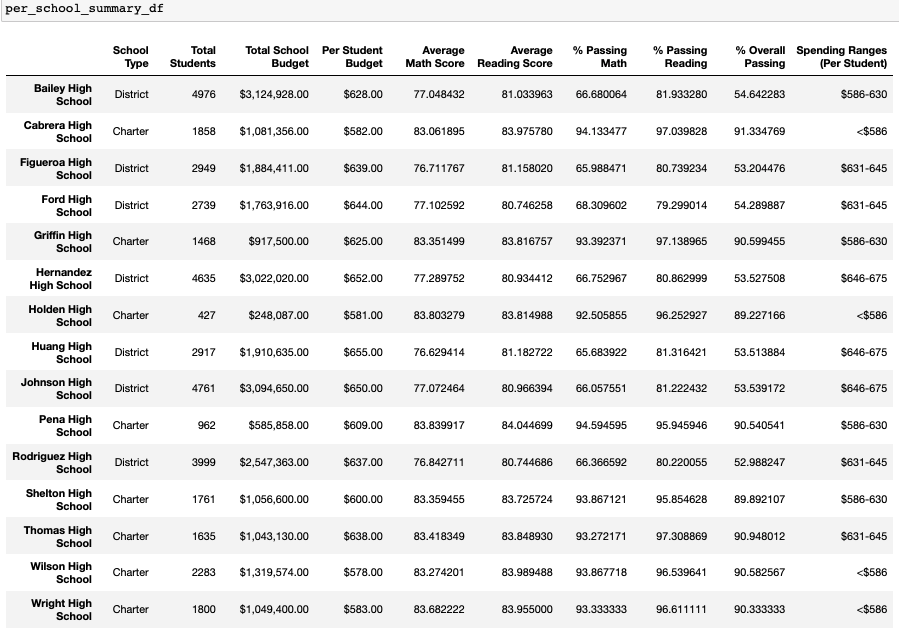 per_school_summary_df
School Type Total Students Total School Budget Per Student Budget Average Math Score Average Reading Score % Passing Math % Passing Reading % Overall Passing Spending Ranges (Per Student)
Bailey High School District 4976 $3,124,928.00 $628.00 77.048432 81.033963 66.680064 81.933280 54.642283 $586-630
Cabrera High School Charter 1858 $1,081,356.00 $582.00 83.061895 83.975780 94.133477 97.039828 91.334769 <$586
Figueroa High School District 2949 $1,884,411.00 $639.00 76.711767 81.158020 65.988471 80.739234 53.204476 $631-645
Ford High School District 2739 $1,763,916.00 $644.00 77.102592 80.746258 68.309602 79.299014 54.289887 $631-645
Griffin High School Charter 1468 $917,500.00 $625.00 83.351499 83.816757 93.392371 97.138965 90.599455 $586-630
Hernandez High School District 4635 $3,022,020.00 $652.00 77.289752 80.934412 66.752967 80.862999 53.527508 $646-675
Holden High School Charter 427 $248,087.00 $581.00 83.803279 83.814988 92.505855 96.252927 89.227166 <$586
Huang High School District 2917 $1,910,635.00 $655.00 76.629414 81.182722 65.683922 81.316421 53.513884 $646-675
Johnson High School District 4761 $3,094,650.00 $650.00 77.072464 80.966394 66.057551 81.222432 53.539172 $646-675
Pena High School Charter 962 $585,858.00 $609.00 83.839917 84.044699 94.594595 95.945946 90.540541 $586-630
Rodriguez High School District 3999 $2,547,363.00 $637.00 76.842711 80.744686 66.366592 80.220055 52.988247 $631-645
Shelton High School Charter 1761 $1,056,600.00 $600.00 83.359455 83.725724 93.867121 95.854628 89.892107 $586-630
Thomas High School Charter 1635 $1,043,130.00 $638.00 83.418349 83.848930 93.272171 97.308869 90.948012 $631-645
Wilson High School Charter 2283 $1,319,574.00 $578.00 83.274201 83.989488 93.867718 96.539641 90.582567 <$586
Wright High School Charter 1800 $1,049,400.00 $583.00 83.682222 83.955000 93.333333 96.611111 90.333333 <$586